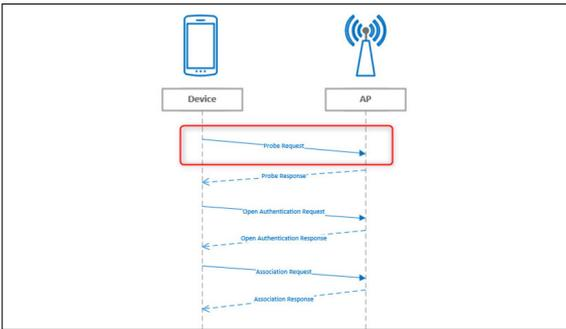 Device
AP
Probe Request
Probe Response
Open Authentication Request
Open Authentication Response
Association Request
Association Response